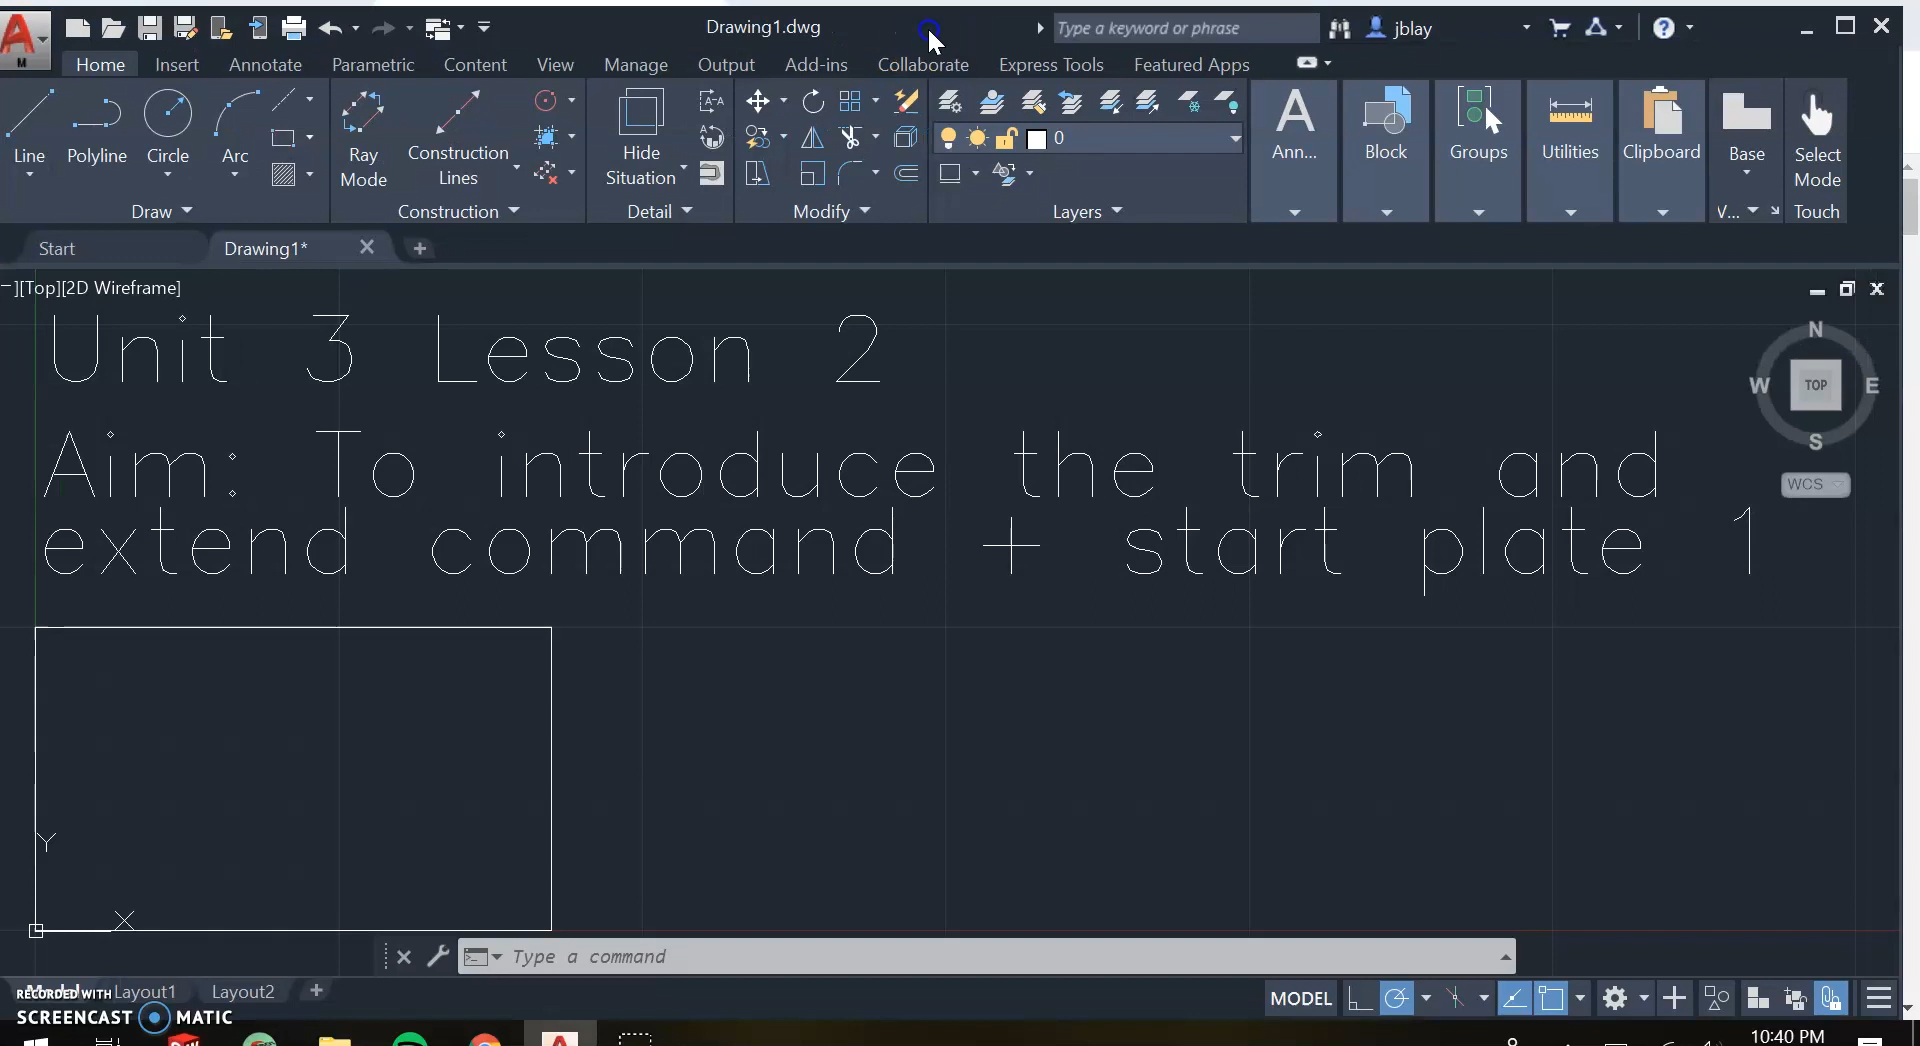 Drawing1.dwg
Type a keyword or phrase
jblay
M
Home Insert Annotate Parametric Content View Manage Output Add-ins Collaborate Express Tools Featured Apps
Line
Polyline
Circle
Arc
Ray
Mode
Construction
Lines
Hide
Situation
0
Ann...
Block
Groups
Utilities
Clipboard
Base
Select
Mode
Draw
Construction
Detail
Modify
Layers
V...
Touch
Start
Drawing1*
][Top][2D Wireframe]
Unit 3 Lesson 2
Aim: To introduce the trim and
extend command + start plate 1
N
W
TOP
E
S
WCS
Y
X
Type a command
Model
Layout1
Layout2
MODEL
RECORDED WITH
SCREENCAST MATIC
10:40 PM